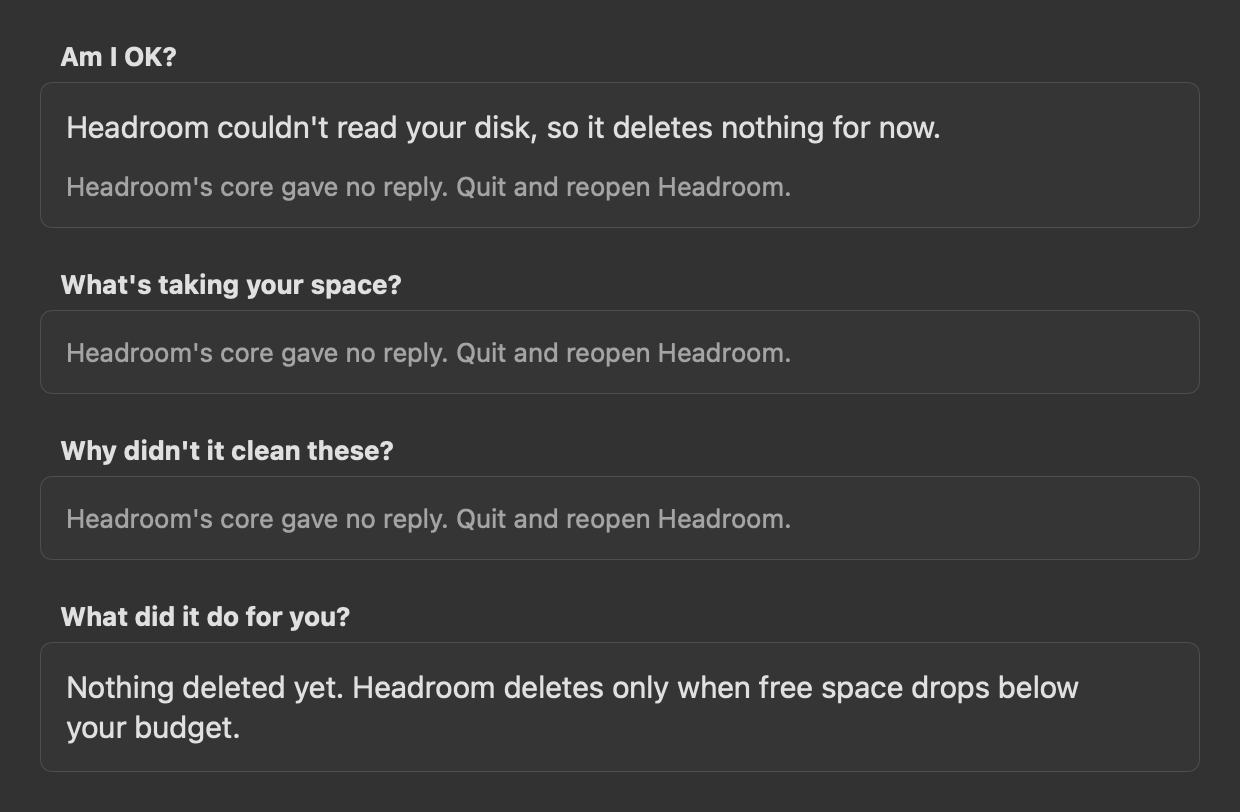 Am I OK?
Headroom couldn't read your disk, so it deletes nothing for now.
Headroom's core gave no reply. Quit and reopen Headroom.
What's taking your space?
Headroom's core gave no reply. Quit and reopen Headroom.
Why didn't it clean these?
Headroom's core gave no reply. Quit and reopen Headroom.
What did it do for you?
Nothing deleted yet. Headroom deletes only when free space drops below
your budget.